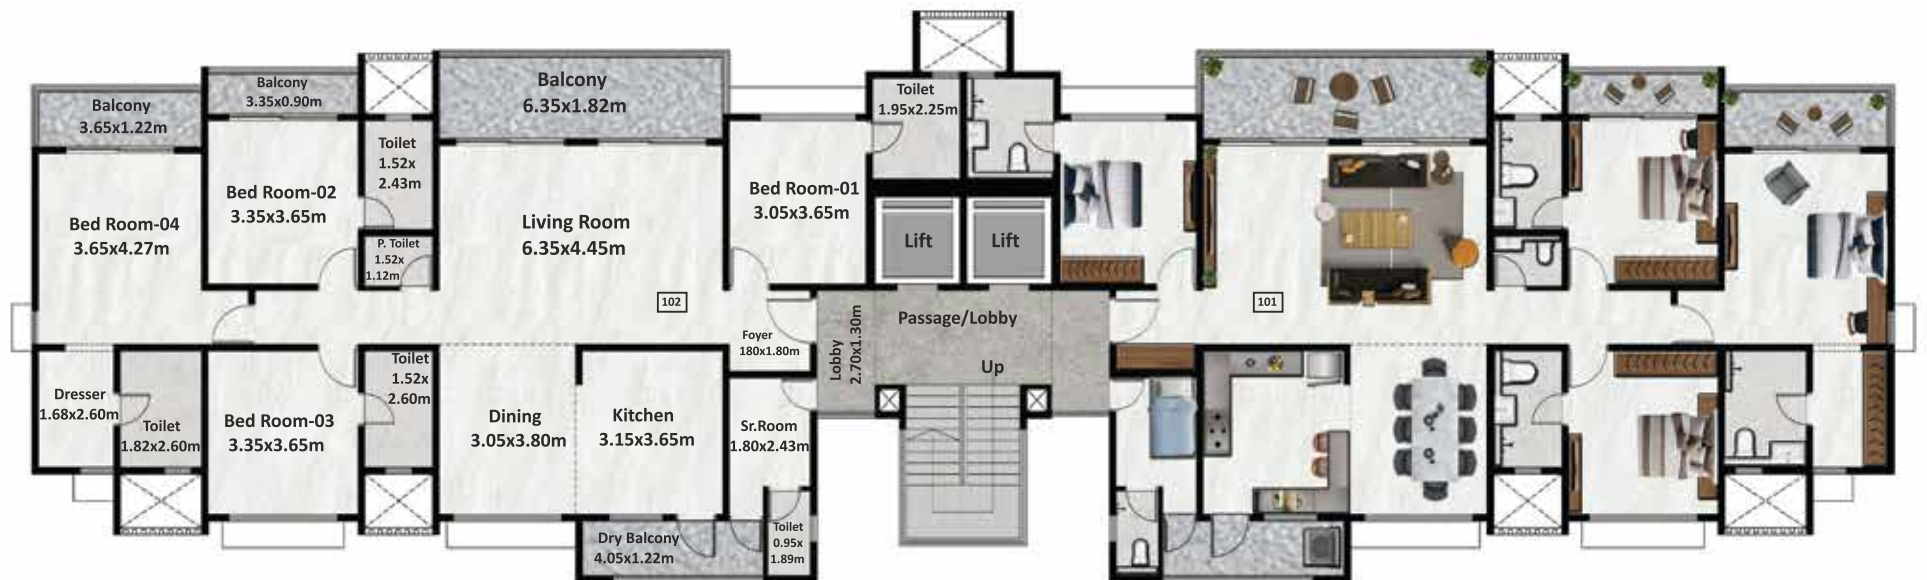 Balcony
3.65x1.22m
Balcony
3.35x0.90m
Balcony
6.35x1.82m
Toilet
1.95x2.25m
Toilet
1.52x
2.43m
Bed Room-04
3.65x4.27m
Bed Room-02
3.35x3.65m
P. Toilet
1.52x
1.12m
Living Room
6.35x4.45m
Bed Room-01
3.05x3.65m
Lift
Lift
102
101
Passage/Lobby
Foyer
180x1.80m
Lobby
2.70x1.30m
Up
Dresser
1.68x2.60m
Toilet
1.82x2.60m
Bed Room-03
3.35x3.65m
Toilet
1.52x
2.60m
Dining
3.05x3.80m
Kitchen
3.15x3.65m
Sr.Room
1.80x2.43m
Dry Balcony
4.05x1.22m
Toilet
0.95x
1.89m